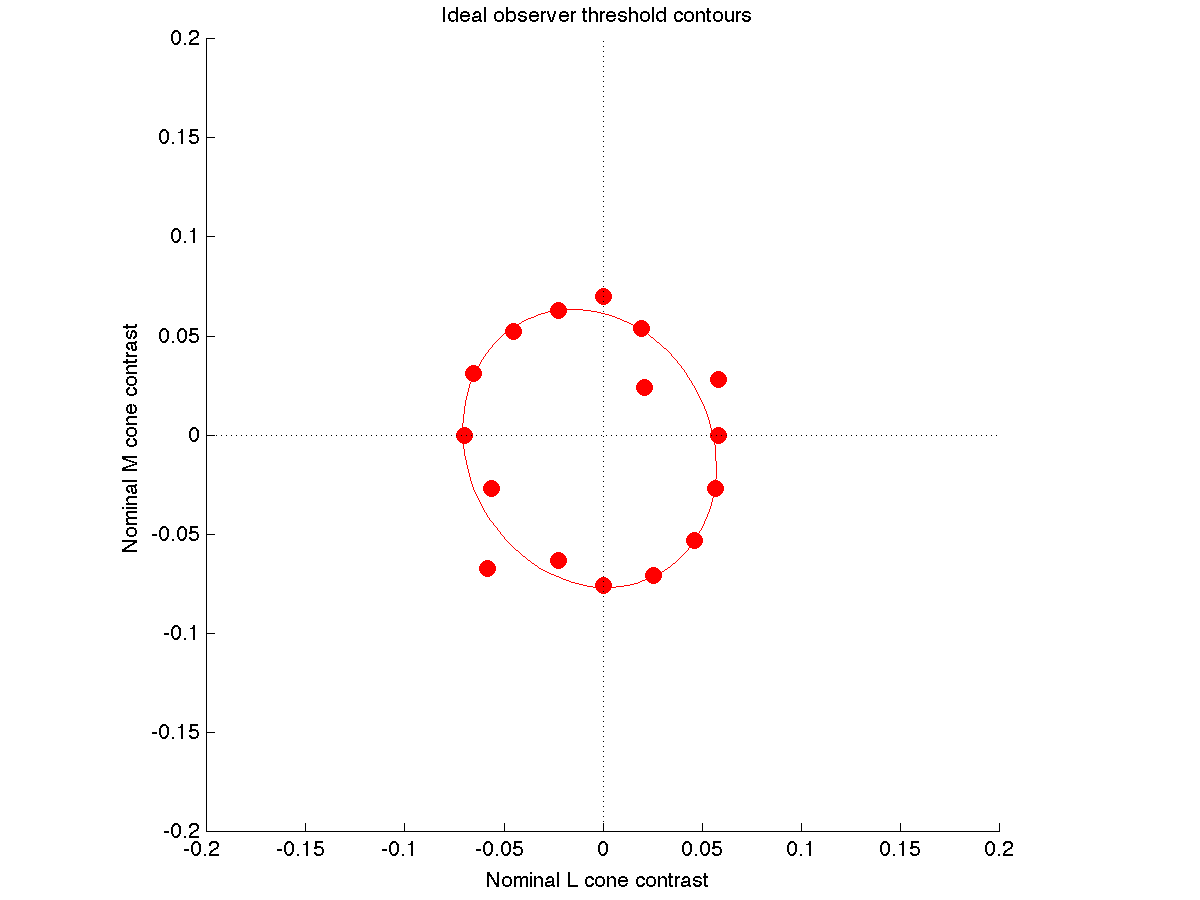 Ideal observer threshold contours
0.2
0.15
0.1
0.05
0
-0.05
-0.1
-0.15
-0.2
Nominal M cone contrast
-0.2 -0.15 -0.1 -0.05 0 0.05 0.1 0.15 0.2
Nominal L cone contrast